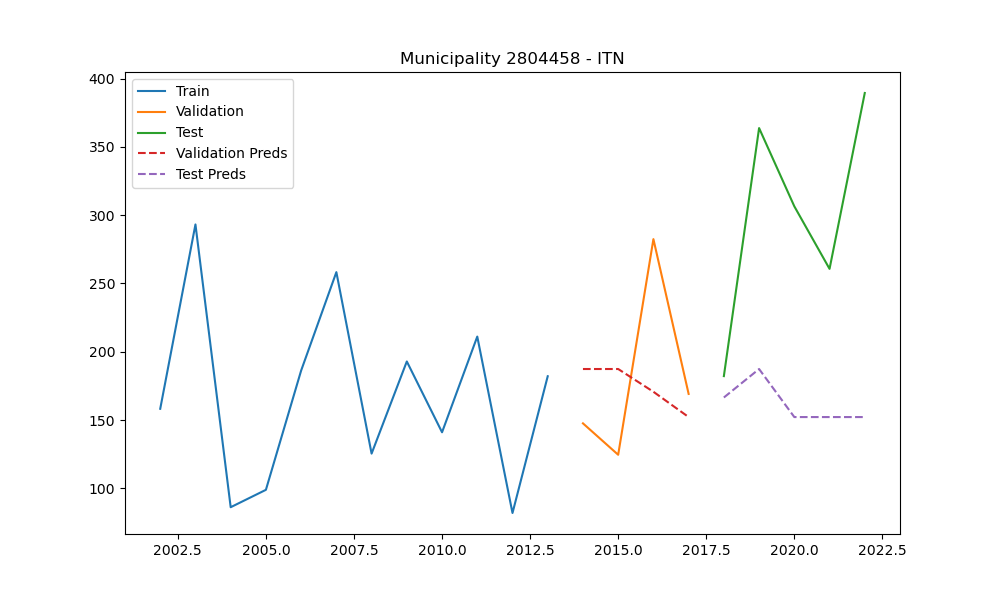 Municipality 2804458 - ITN
400
350
300
250
200
150
100
Train
Validation
Test
Validation Preds
Test Preds
2002.5 2005.0 2007.5 2010.0 2012.5 2015.0 2017.5 2020.0 2022.5